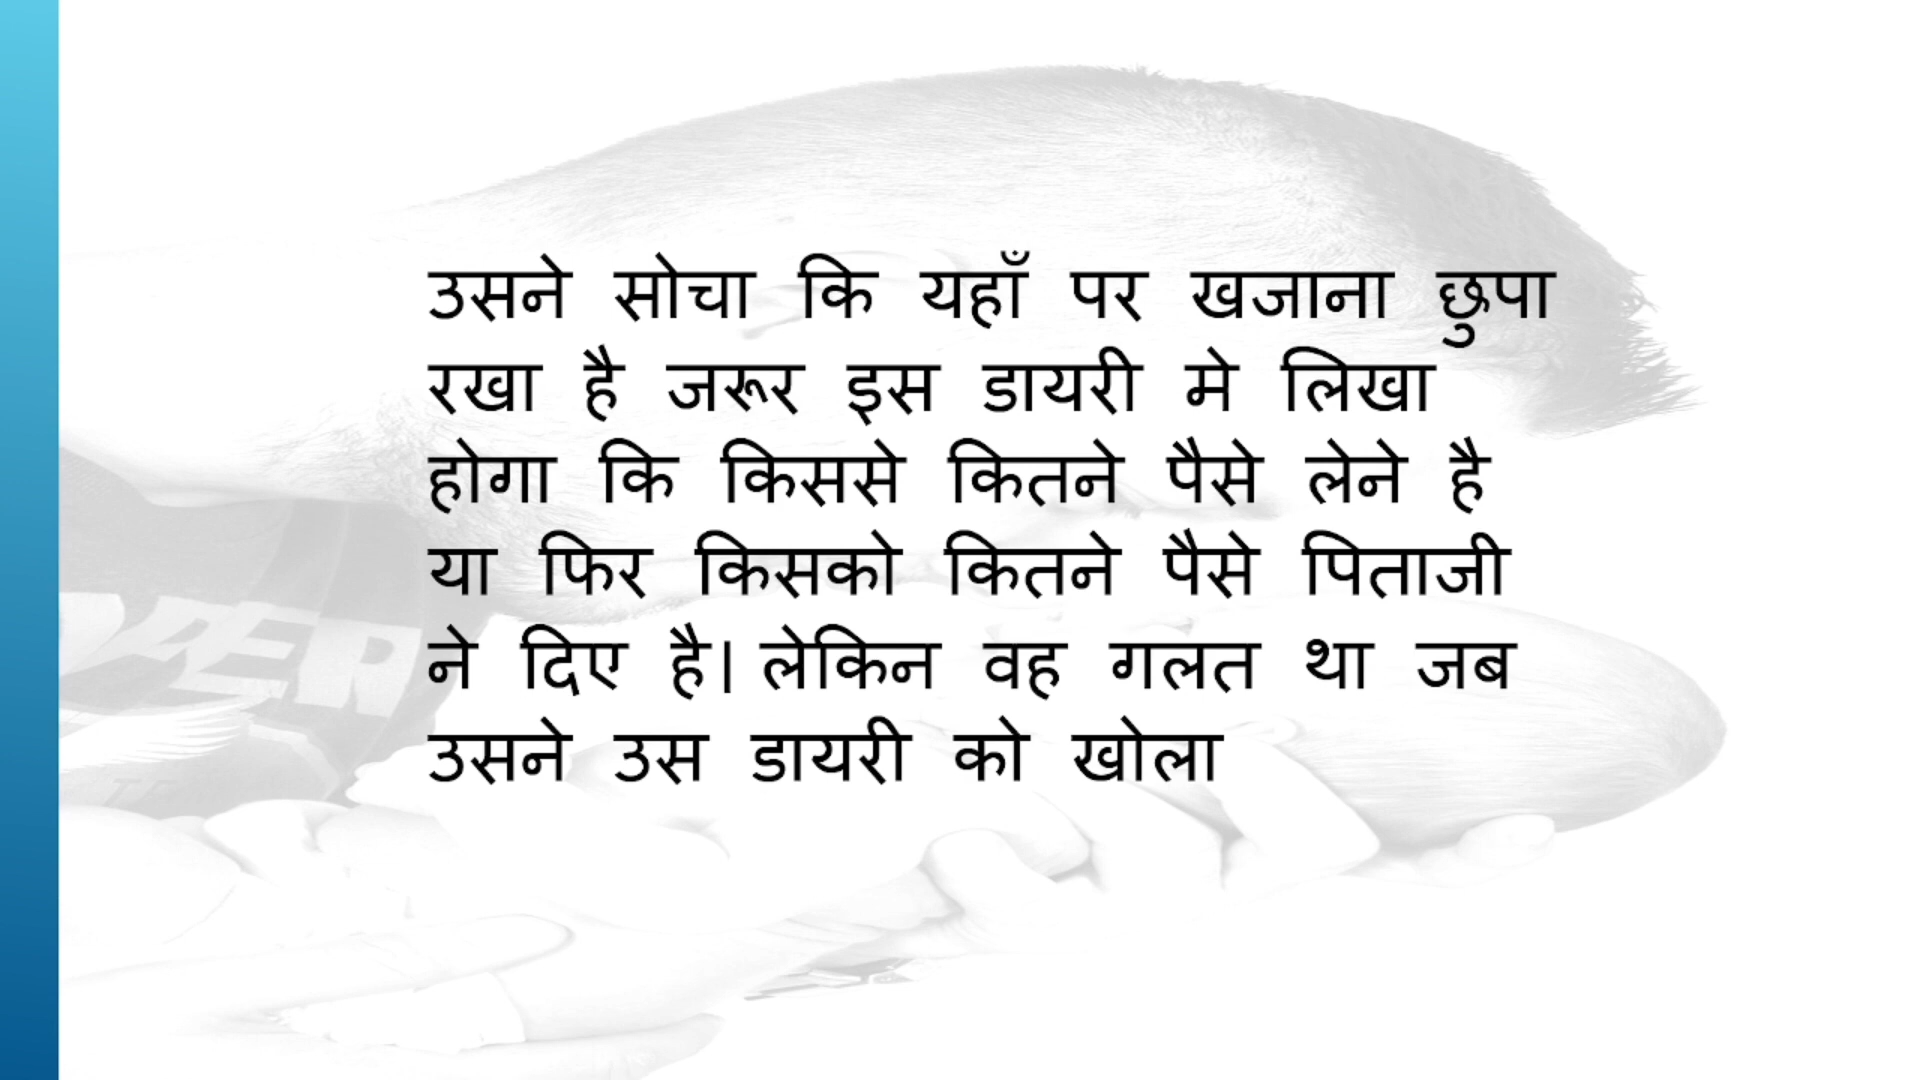 उसने सोचा कि यहाँ पर खजाना छुपा
रखा है जरूर इस डायरी मे लिखा
होगा कि किससे कितने पैसे लेने है
या फिर किसको कितने पैसे पिताजी
ने दिए है। लेकिन वह गलत था जब
उसने उस डायरी को खोला